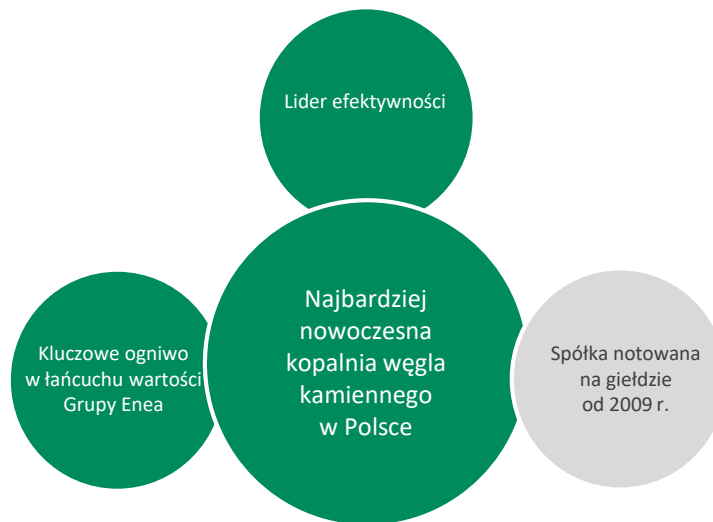 Lider efektywności
Najbardziej
nowoczesna
kopalnia węgla
kamiennego
w Polsce
Kluczowe ogniwo
w łańcuchu wartości
Grupy Enea
Spółka notowana
na giełdzie
od 2009 r.